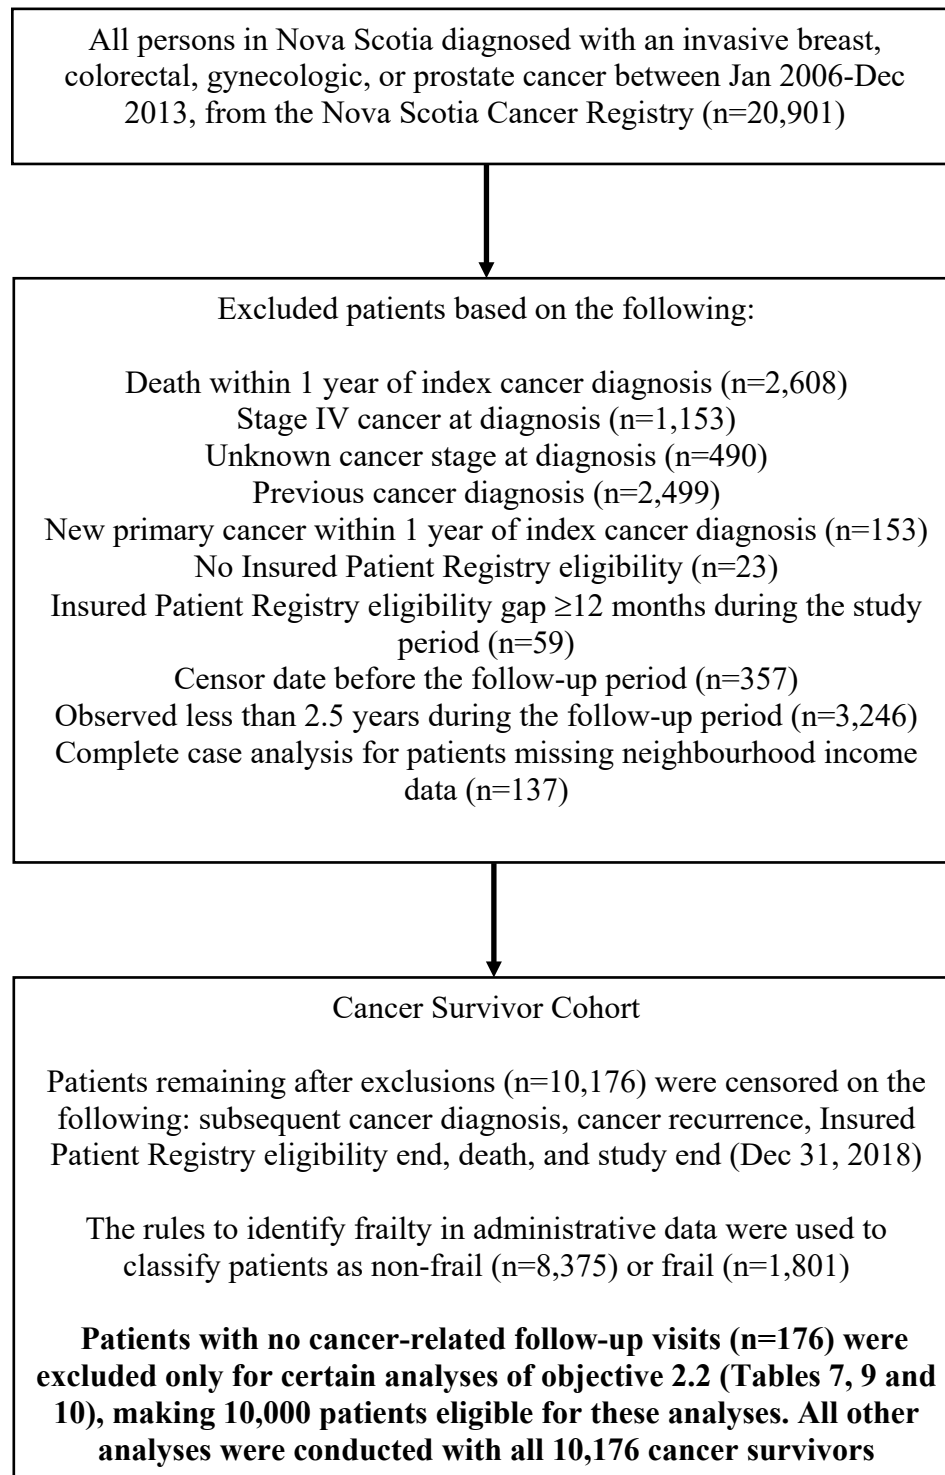 All persons in Nova Scotia diagnosed with an invasive breast,
colorectal, gynecologic, or prostate cancer between Jan 2006-Dec
2013, from the Nova Scotia Cancer Registry (n=20,901)
Excluded patients based on the following:
Death within 1 year of index cancer diagnosis (n=2,608)
Stage IV cancer at diagnosis (n=1,153)
Unknown cancer stage at diagnosis (n=490)
Previous cancer diagnosis (n=2,499)
New primary cancer within 1 year of index cancer diagnosis (n=153)
No Insured Patient Registry eligibility (n=23)
Insured Patient Registry eligibility gap ≥12 months during the study
period (n=59)
Censor date before the follow-up period (n=357)
Observed less than 2.5 years during the follow-up period (n=3,246)
Complete case analysis for patients missing neighbourhood income
data (n=137)
Cancer Survivor Cohort
Patients remaining after exclusions (n=10,176) were censored on the
following: subsequent cancer diagnosis, cancer recurrence, Insured
Patient Registry eligibility end, death, and study end (Dec 31, 2018)
The rules to identify frailty in administrative data were used to
classify patients as non-frail (n=8,375) or frail (n=1,801)
Patients with no cancer-related follow-up visits (n=176) were
excluded only for certain analyses of objective 2.2 (Tables 7, 9 and
10), making 10,000 patients eligible for these analyses. All other
analyses were conducted with all 10,176 cancer survivors